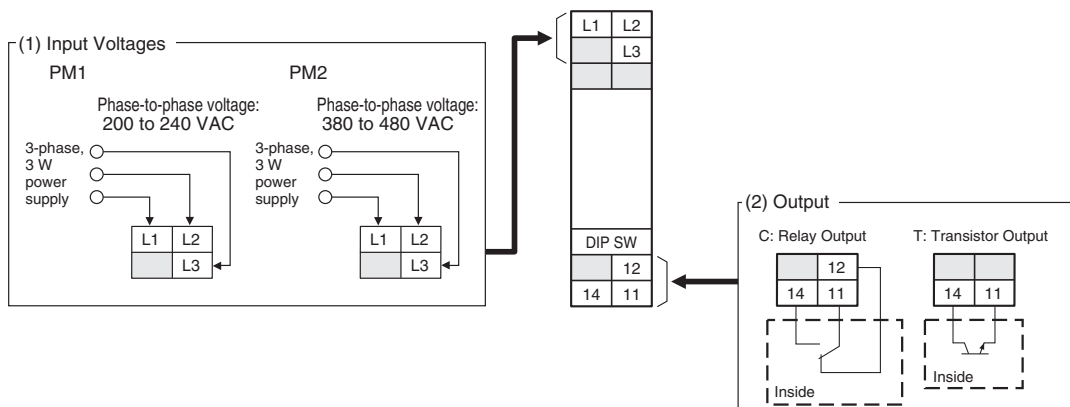 (1) Input Voltages
PM1
Phase-to-phase voltage:
200 to 240 VAC
3-phase,
3 W
power
supply
L1 L2
L3
PM2
Phase-to-phase voltage:
380 to 480 VAC
3-phase,
3 W
power
supply
L1 L2
L3
L1 L2
L3
DIP SW
12
14 11
(2) Output
C: Relay Output
12
14 11
Inside
T: Transistor Output
14 11
Inside